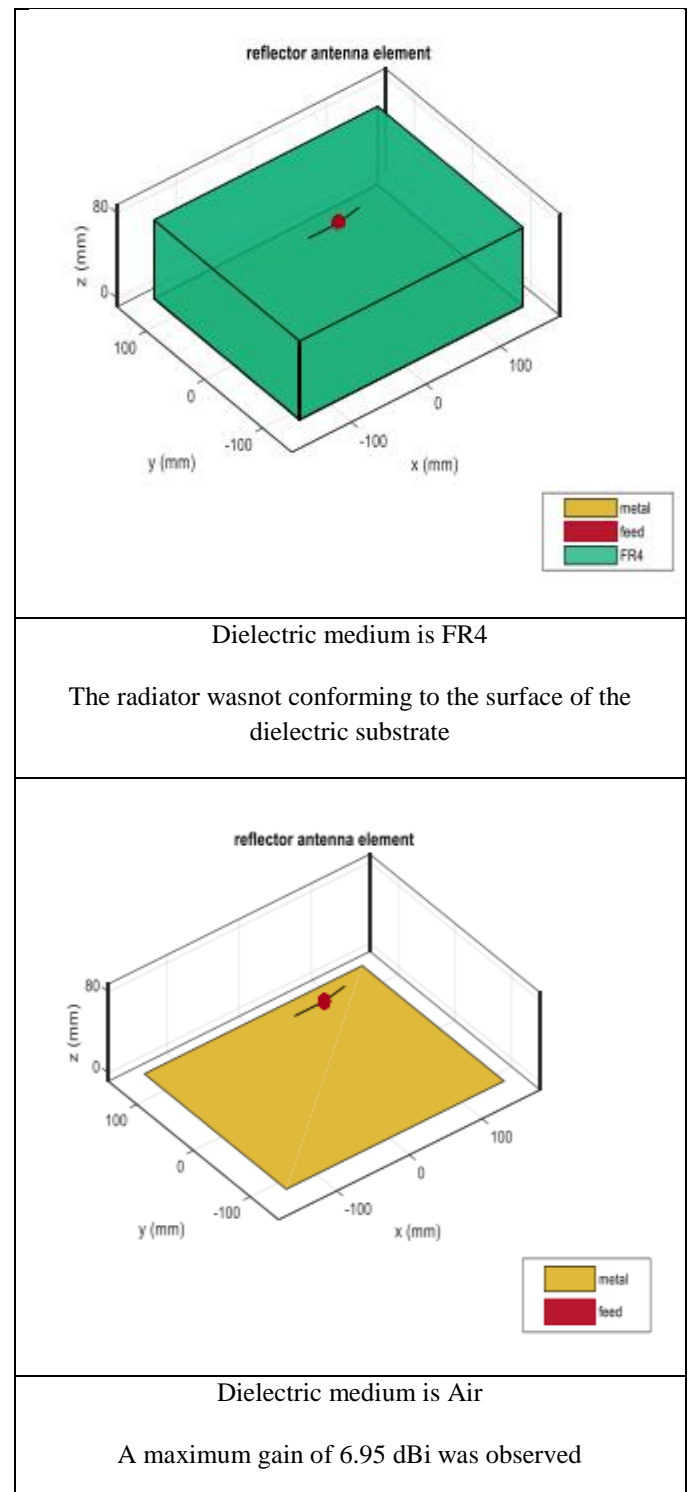 reflector antenna element
80
0
z (mm)
100
0
-100
y (mm)
100
0
-100
x (mm)
metal
feed
FR4
Dielectric medium is FR4
The radiator wasnot conforming to the surface of the
dielectric substrate
reflector antenna element
80
0
z (mm)
100
0
-100
y (mm)
100
0
-100
x (mm)
metal
feed
Dielectric medium is Air
A maximum gain of 6.95 dBi was observed